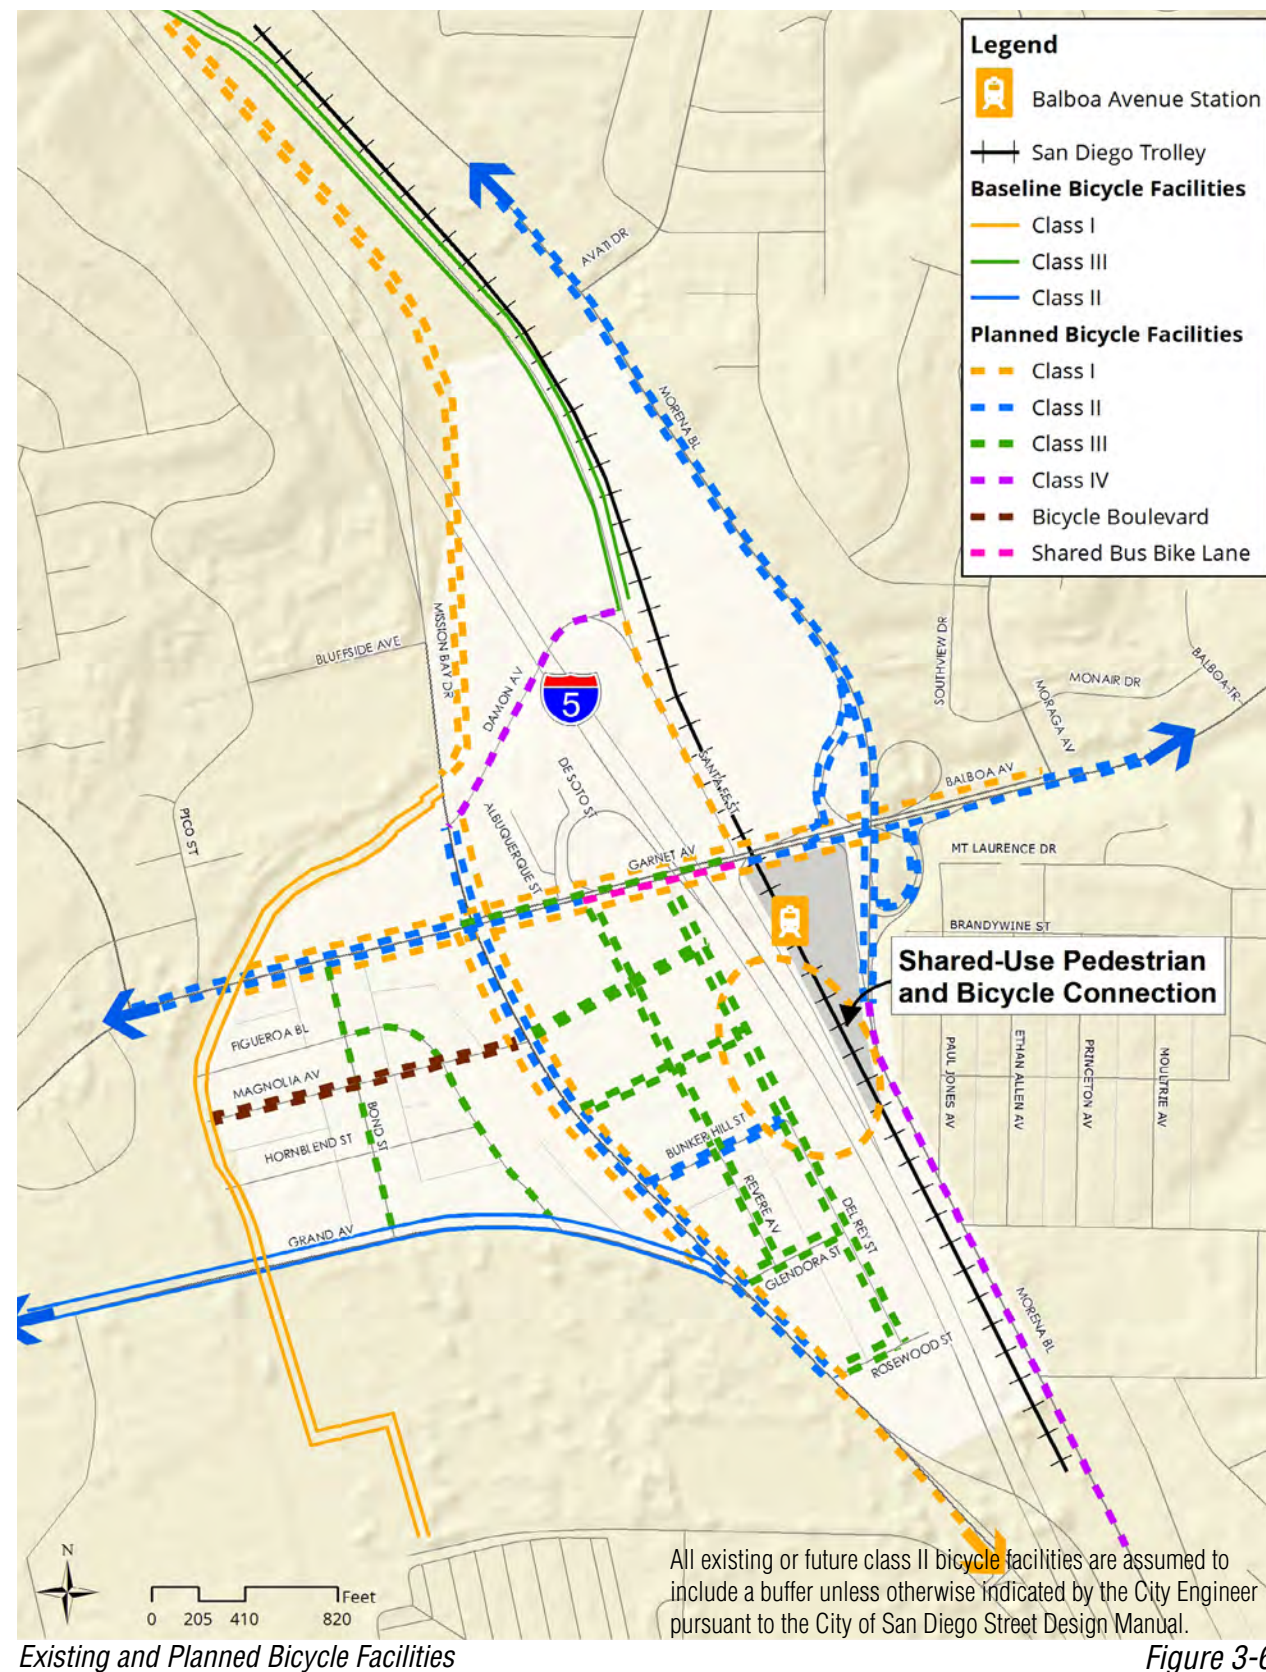 Legend
Balboa Avenue Station
San Diego Trolley
Baseline Bicycle Facilities
Class I
Class III
Class II
Planned Bicycle Facilities
Class I
Class II
Class III
Class IV
Bicycle Boulevard
Shared Bus Bike Lane
AVATI DR
MORENA BL
MISSION BAY DR
BLUFFSIDE AVE
DAMON AV
5
SOUTHVIEW DR
MORAGA AV
MONAIR DR
BALBOA TR
BALBOA AV
SANTA FE ST
DE SOTO ST
ALBUQUERQUE ST
PICO ST
GARNET AV
MT LAURENCE DR
BRANDYWINE ST
Shared-Use Pedestrian
and Bicycle Connection
FIGUEROA BL
MAGNOLIA AV
HORNBLEND ST
BOND ST
PAUL JONES AV
ETHAN ALLEN AV
PRINCETON AV
MOULTRIE AV
BUNKER HILL ST
REVERE AV
DEL REY ST
GRAND AV
GLENDORA ST
ROSEWOOD ST
MORENA BL
N
Feet
0 205 410 820
All existing or future class II bicycle facilities are assumed to
include a buffer unless otherwise indicated by the City Engineer
pursuant to the City of San Diego Street Design Manual.
Existing and Planned Bicycle Facilities
Figure 3-6